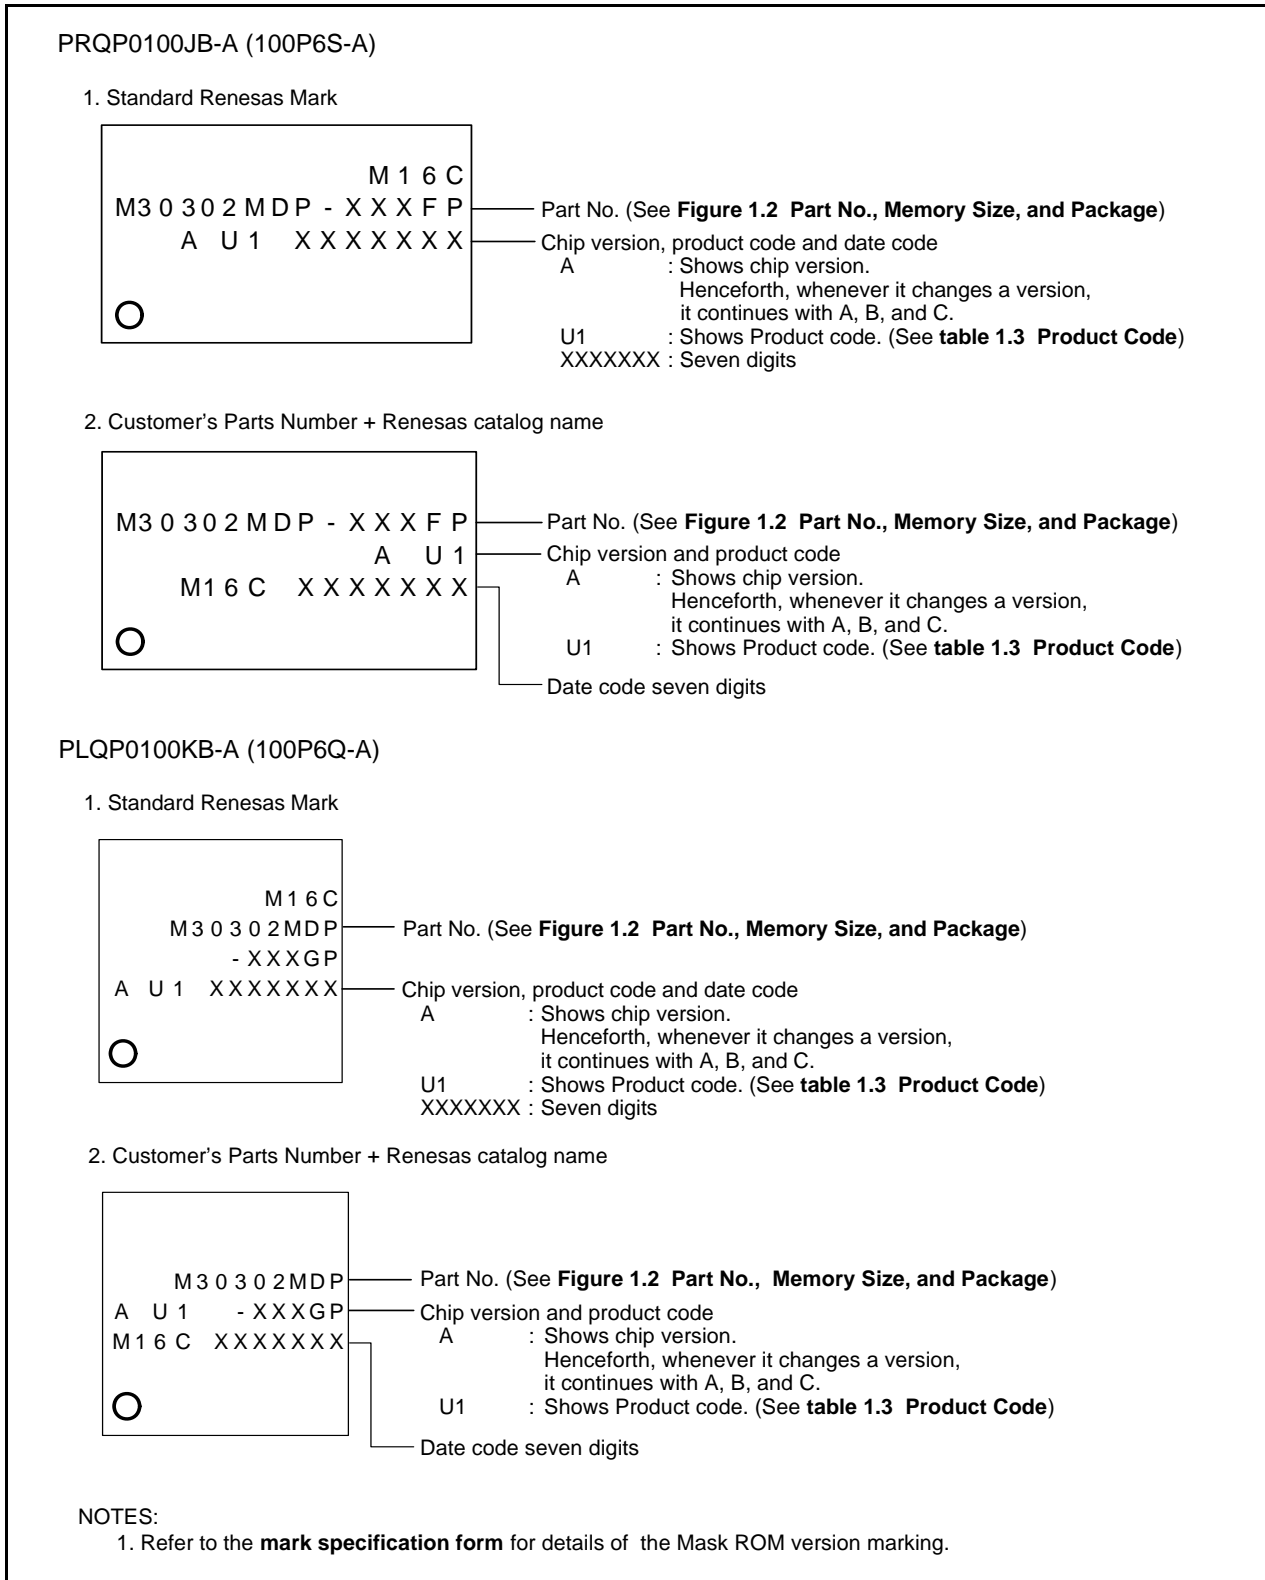 PRQP0100JB-A (100P6S-A)
1. Standard Renesas Mark
M16C
M30302MDP-XXXFP
Part No. (See Figure 1.2 Part No., Memory Size, and Package)
A U1 XXXXXXX
Chip version, product code and date code
A : Shows chip version.
Henceforth, whenever it changes a version,
it continues with A, B, and C.
U1 : Shows Product code. (See table 1.3 Product Code)
XXXXXXX : Seven digits
2. Customer’s Parts Number + Renesas catalog name
M30302MDP-XXXFP
Part No. (See Figure 1.2 Part No., Memory Size, and Package)
A U1
Chip version and product code
M16C XXXXXXX
A : Shows chip version.
Henceforth, whenever it changes a version,
it continues with A, B, and C.
U1 : Shows Product code. (See table 1.3 Product Code)
Date code seven digits
PLQP0100KB-A (100P6Q-A)
1. Standard Renesas Mark
M16C
M30302MDP
Part No. (See Figure 1.2 Part No., Memory Size, and Package)
-XXXGP
A U1 XXXXXXX
Chip version, product code and date code
A : Shows chip version.
Henceforth, whenever it changes a version,
it continues with A, B, and C.
U1 : Shows Product code. (See table 1.3 Product Code)
XXXXXXX : Seven digits
2. Customer’s Parts Number + Renesas catalog name
M30302MDP
Part No. (See Figure 1.2 Part No., Memory Size, and Package)
A U1 -XXXGP
Chip version and product code
M16C XXXXXXX
A : Shows chip version.
Henceforth, whenever it changes a version,
it continues with A, B, and C.
U1 : Shows Product code. (See table 1.3 Product Code)
Date code seven digits
NOTES:
1. Refer to the mark specification form for details of the Mask ROM version marking.